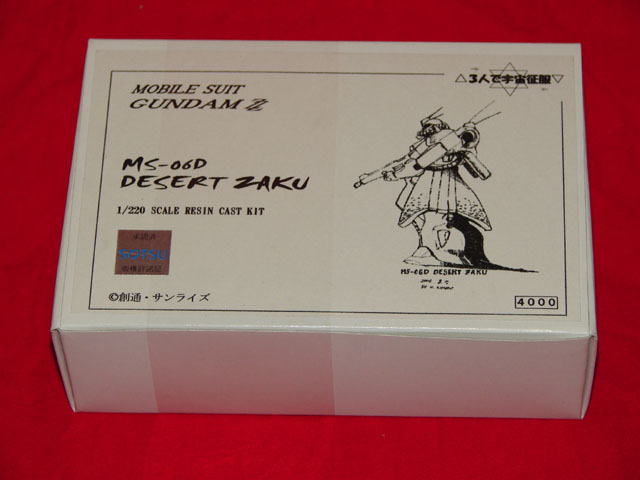 MOBILE SUIT
GUNDAM ZZ
△3人で宇宙征服▽
MS-06D
DESERT ZAKU
1/220 SCALE RESIN CAST KIT
MS-06D DESERT ZAKU
©創通・サンライズ
4000